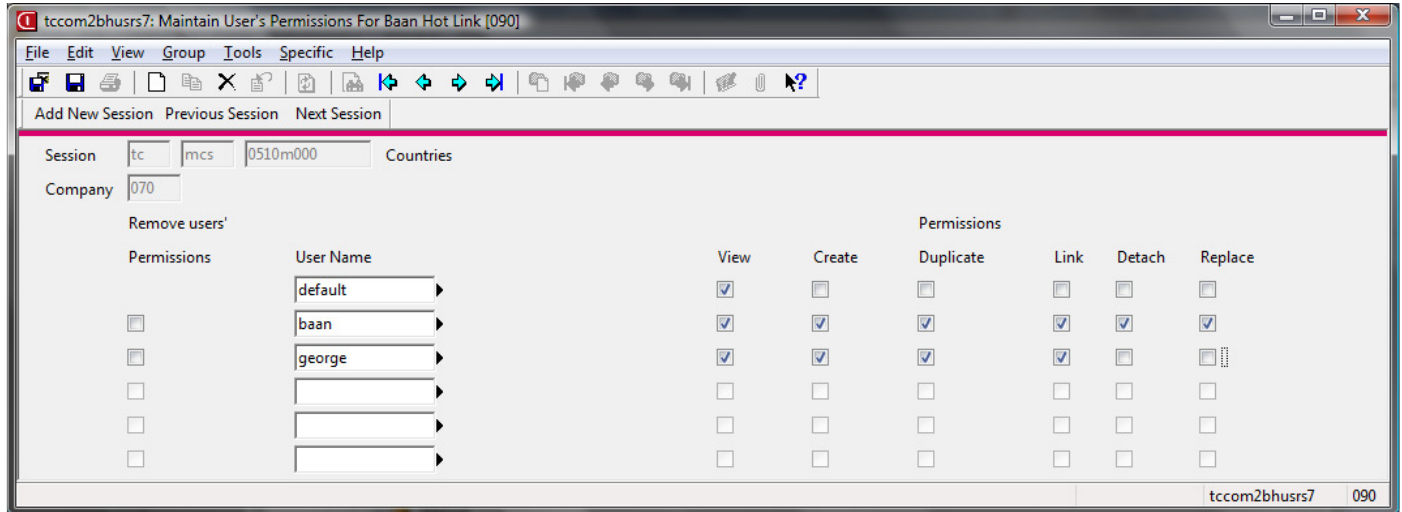 tccom2bhusrs7: Maintain User's Permissions For Baan Hot Link [090]
File Edit View Group Tools Specific Help
Add New Session Previous Session Next Session
Session tc mcs 0510m000 Countries
Company 070
Remove users' Permissions
Permissions User Name View Create Duplicate Link Detach Replace
default
baan
george
tccom2bhusrs7 090